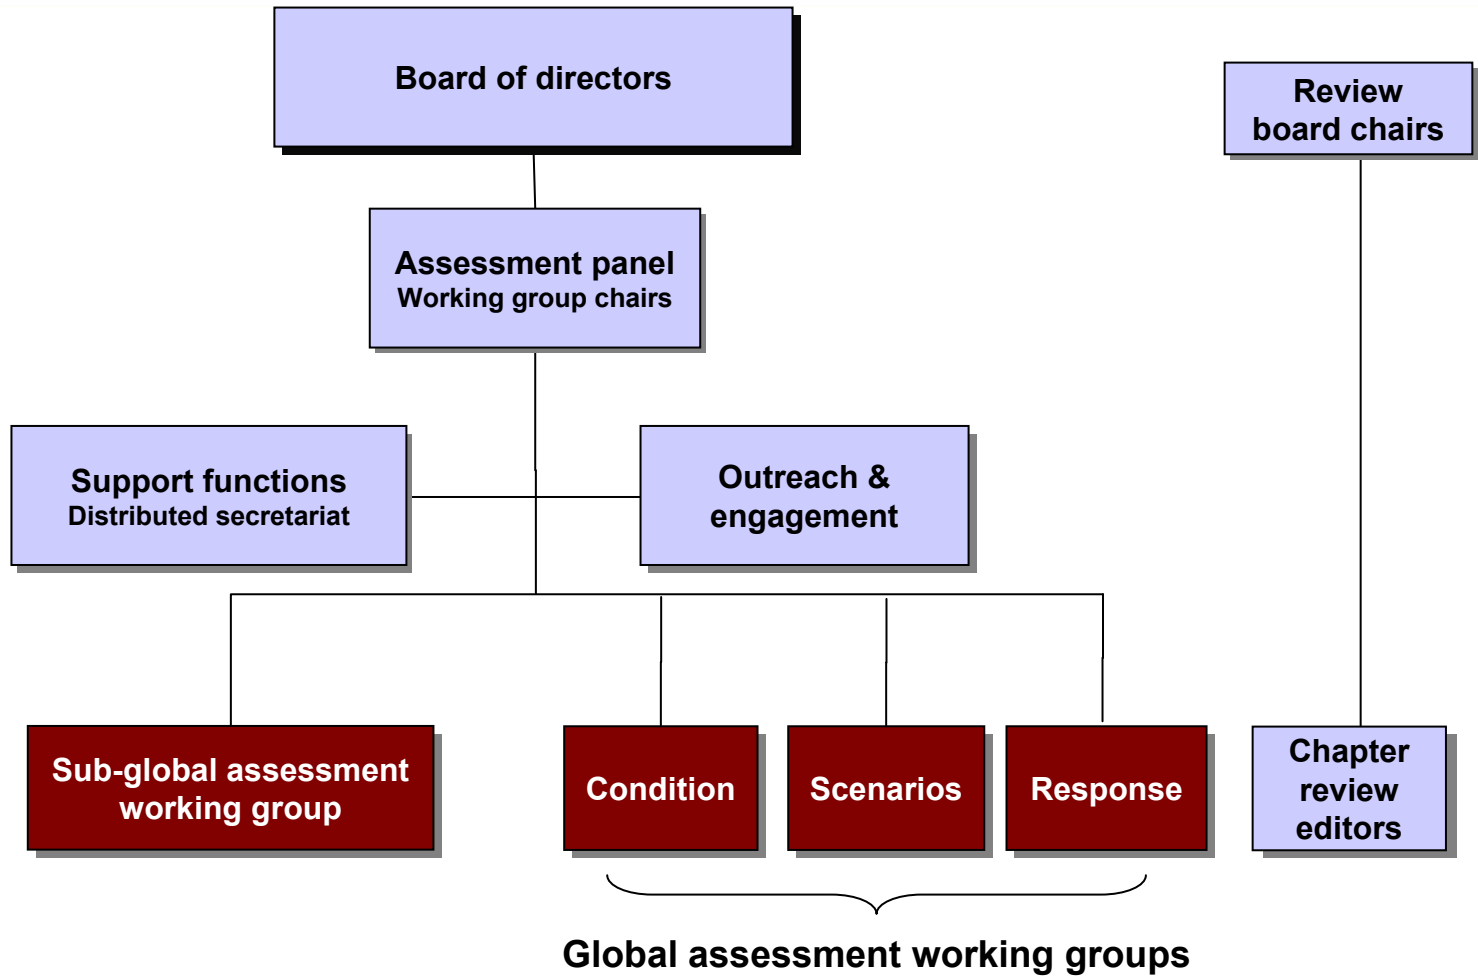 Board of directors
Review
board chairs
Assessment panel
Working group chairs
Support functions
Distributed secretariat
Outreach &
engagement
Sub-global assessment
working group
Condition
Scenarios
Response
Chapter
review
editors
Global assessment working groups